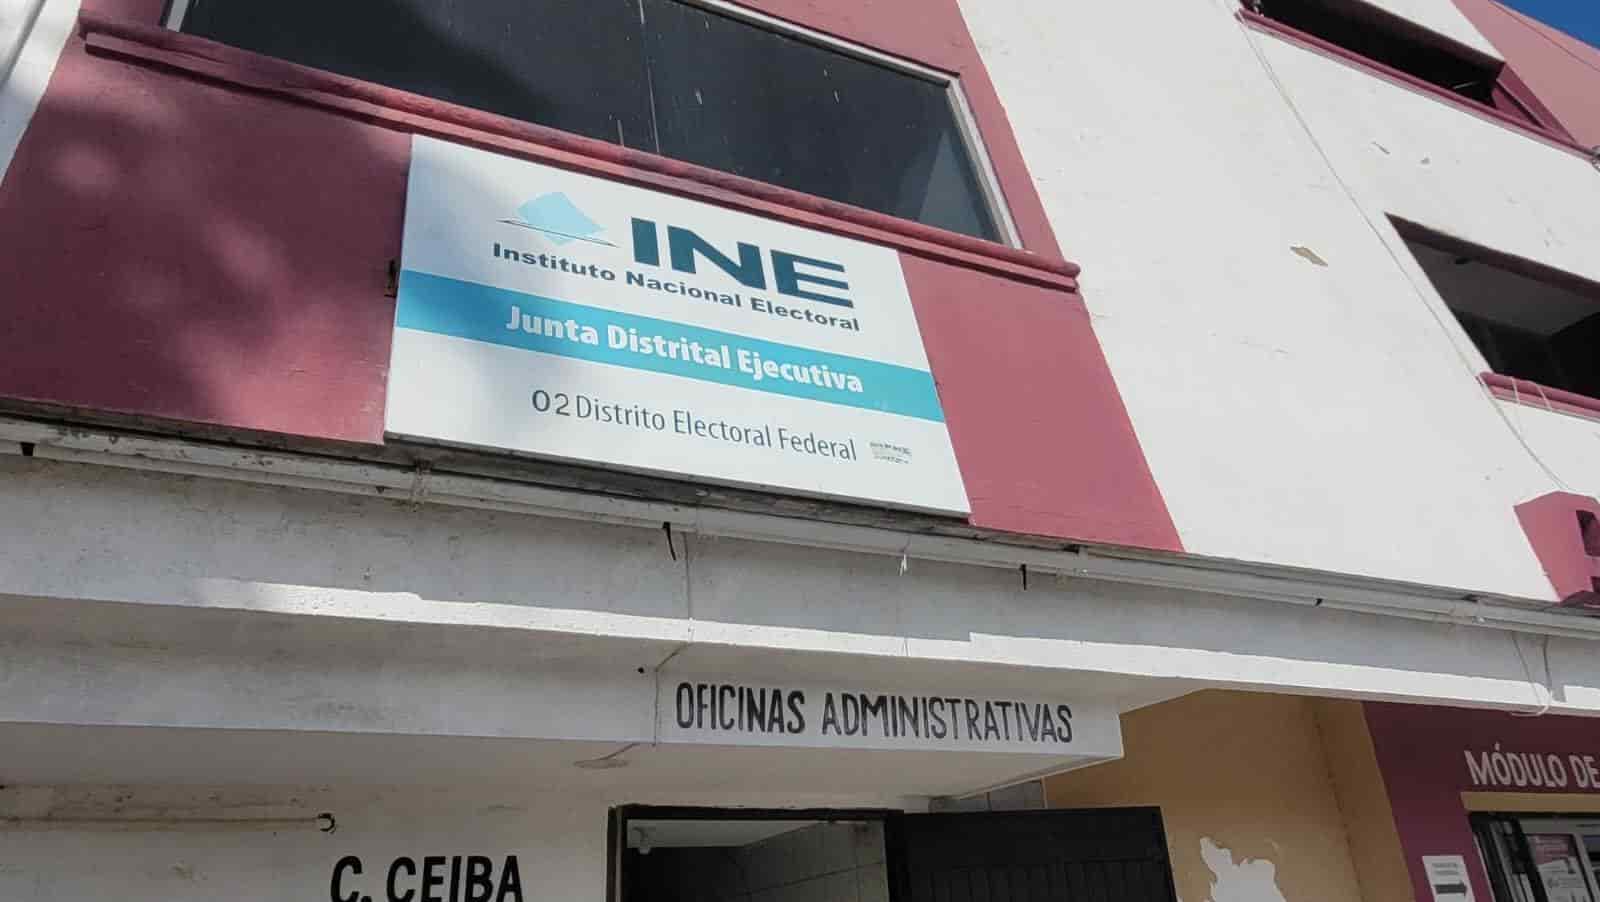 INE
Instituto Nacional Electoral
Junta Distrital Ejecutiva
02 Distrito Electoral Federal
OFICINAS ADMINISTRATIVAS
MÓDULO DE
C. CEIBA